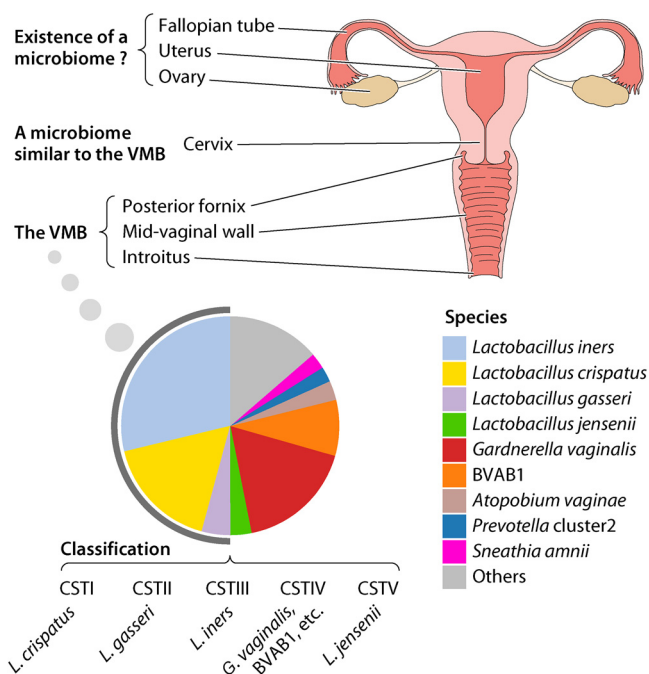 Existence of a
microbiome ?
Fallopian tube
Uterus
Ovary
A microbiome
similar to the VMB
Cervix
The VMB
Posterior fornix
Mid-vaginal wall
Introitus
Species
Lactobacillus iners
Lactobacillus crispatus
Lactobacillus gasseri
Lactobacillus jensenii
Gardnerella vaginalis
BVAB1
Atopobium vaginae
Prevotella cluster2
Sneathia amnii
Others
Classification
CSTI
CSTII
CSTIII
CSTIV
CSTV
L. crispatus
L. gasseri
L. iners
G. vaginalis,
BVAB1, etc.
L. jensenii